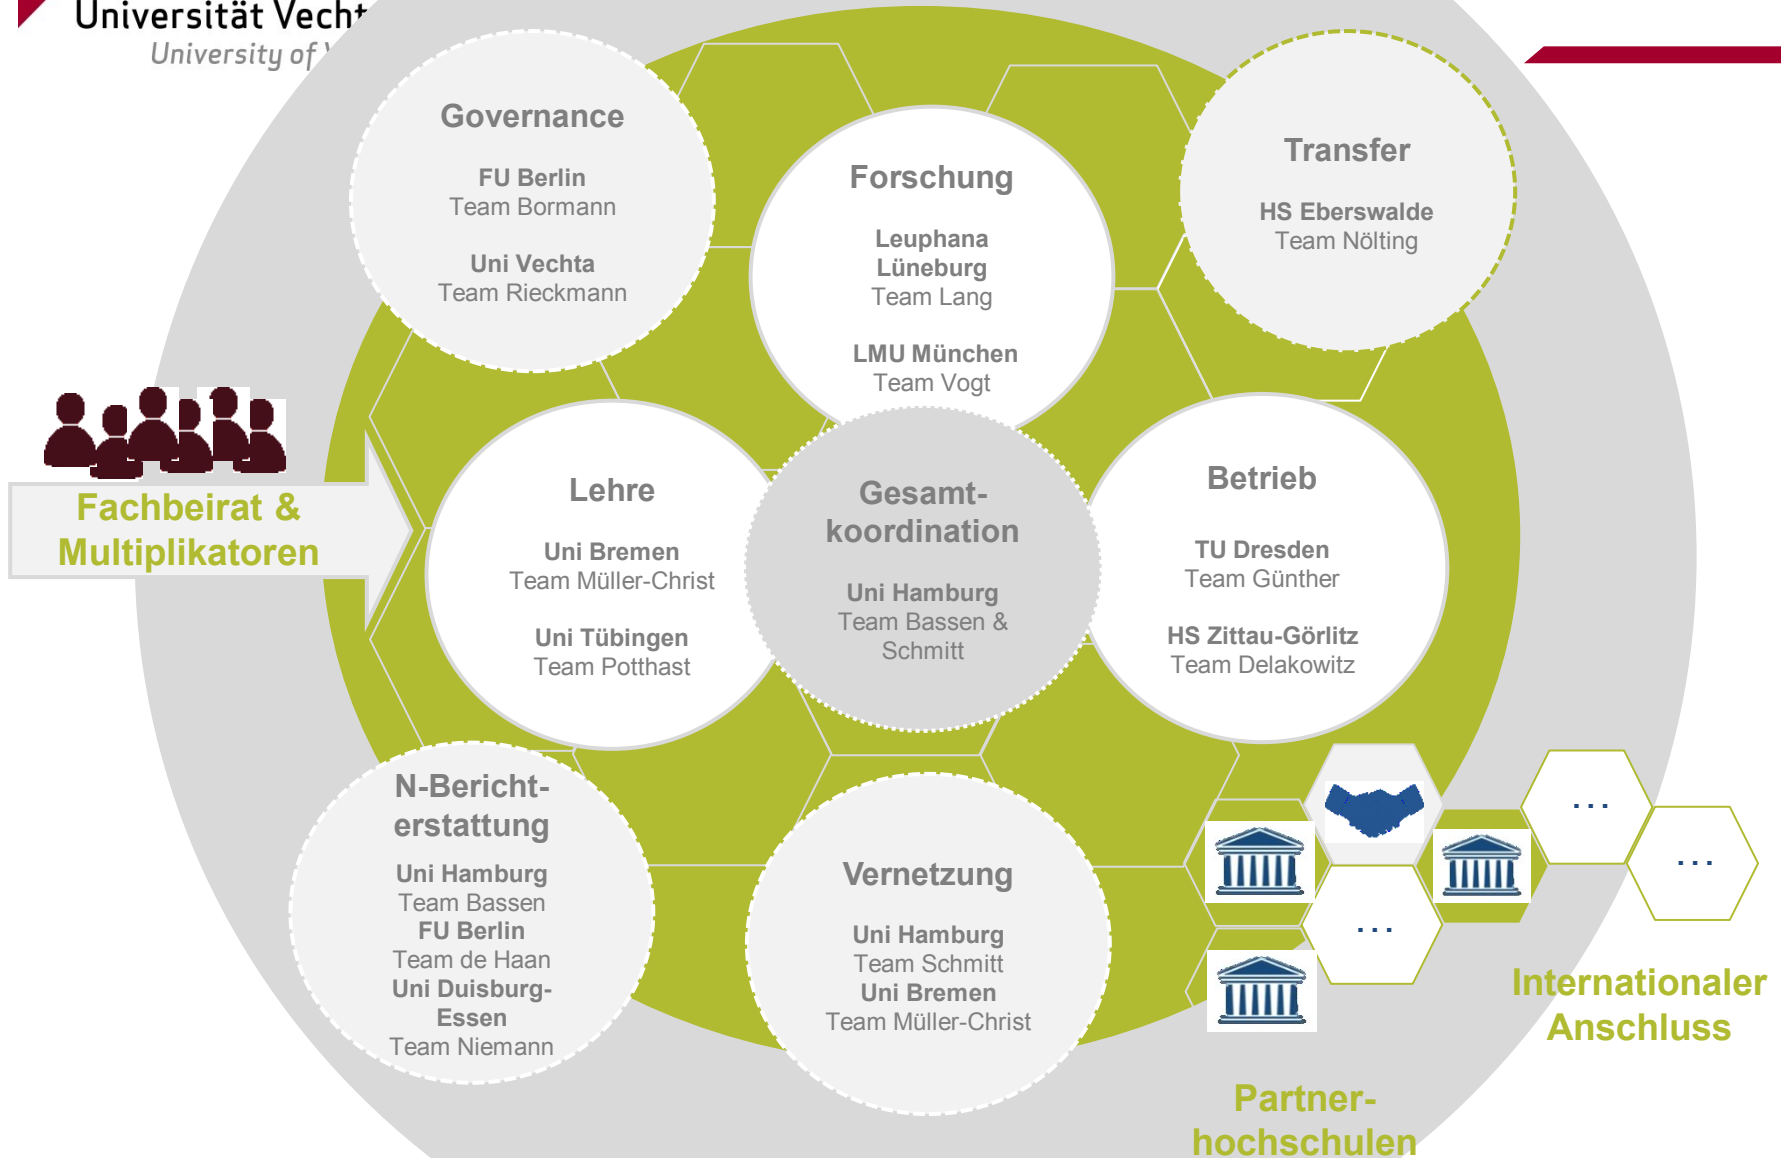 Universität Vecht
University of
Governance
FU Berlin
Team Bormann
Uni Vechta
Team Rieckmann
Forschung
Leuphana
Lüneburg
Team Lang
LMU München
Team Vogt
Transfer
HS Eberswalde
Team Nölting
Fachbeirat &
Multiplikatoren
Lehre
Uni Bremen
Team Müller-Christ
Uni Tübingen
Team Potthast
Gesamt-
koordination
Uni Hamburg
Team Bassen &
Schmitt
Betrieb
TU Dresden
Team Günther
HS Zittau-Görlitz
Team Delakowitz
N-Bericht-
erstattung
Uni Hamburg
Team Bassen
FU Berlin
Team de Haan
Uni Duisburg-
Essen
Team Niemann
Vernetzung
Uni Hamburg
Team Schmitt
Uni Bremen
Team Müller-Christ
...
...
...
Internationaler
Anschluss
Partner-
hochschulen